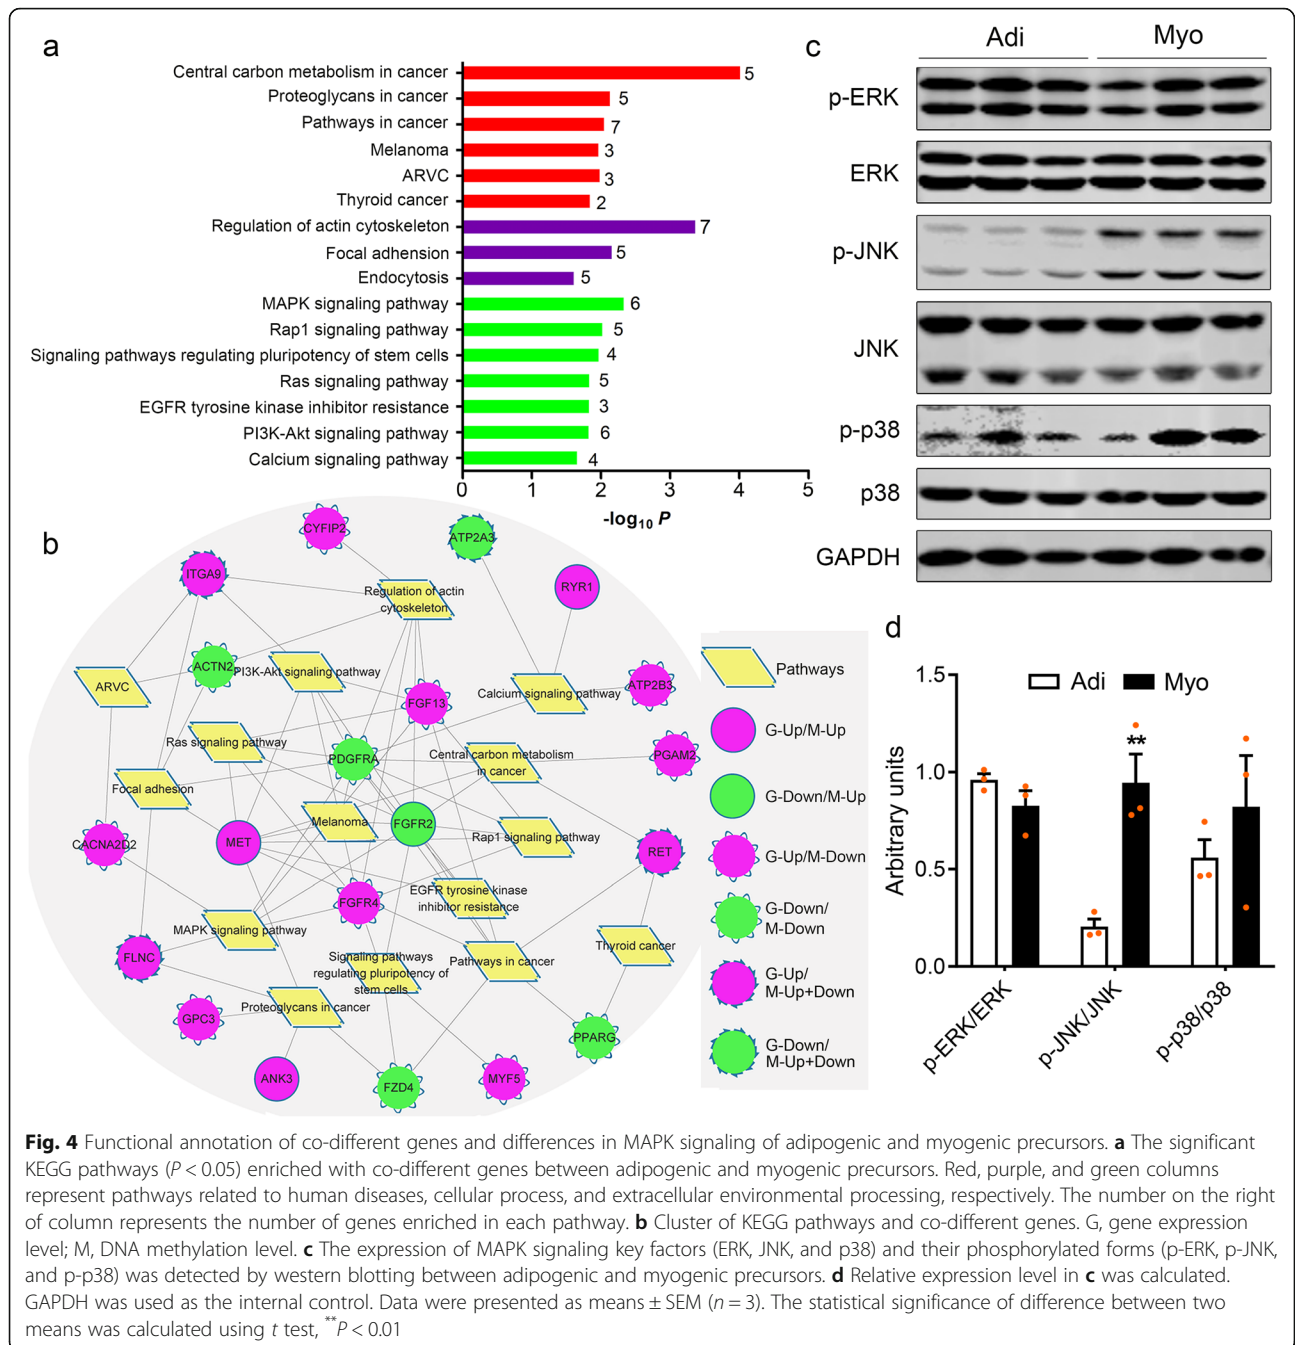 a
Central carbon metabolism in cancer 5
Proteoglycans in cancer 5
Pathways in cancer 7
Melanoma 3
ARVC 3
Thyroid cancer 2
Regulation of actin cytoskeleton 7
Focal adhension 5
Endocytosis 5
MAPK signaling pathway 6
Rap1 signaling pathway 5
Signaling pathways regulating pluripotency of stem cells 4
Ras signaling pathway 5
EGFR tyrosine kinase inhibitor resistance 3
PI3K-Akt signaling pathway 6
Calcium signaling pathway 4
0 1 2 3 4 5
-log10 P
b
CYFIP2
ATP2A3
ITGA9
RYR1
Regulation of actin
cytoskeleton
ACTN2
PI3K-Akt signaling pathway
ARVC
FGF13
Calcium signaling pathway
ATP2B3
Ras signaling pathway
PDGFRA
Central carbon metabolism
in cancer
PGAM2
Focal adhesion
Melanoma
FGFR2
Rap1 signaling pathway
CACNA2D2
MET
RET
EGFR tyrosine kinase
inhibitor resistance
FGFR4
MAPK signaling pathway
Thyroid cancer
FLNC
Signaling pathways
regulating pluripotency of
stem cells
Pathways in cancer
Proteoglycans in cancer
GPC3
PPARG
ANK3
FZD4
MYF5
Pathways
G-Up/M-Up
G-Down/M-Up
G-Up/M-Down
G-Down/
M-Down
G-Up/
M-Up+Down
G-Down/
M-Up+Down
c
Adi Myo
p-ERK
ERK
p-JNK
JNK
p-p38
p38
GAPDH
d
Adi Myo
Arbitrary units
1.5
1.0
0.5
0.0
**
p-ERK/ERK
p-JNK/JNK
p-p38/p38
Fig. 4 Functional annotation of co-different genes and differences in MAPK signaling of adipogenic and myogenic precursors. a The significant
KEGG pathways (P < 0.05) enriched with co-different genes between adipogenic and myogenic precursors. Red, purple, and green columns
represent pathways related to human diseases, cellular process, and extracellular environmental processing, respectively. The number on the right
of column represents the number of genes enriched in each pathway. b Cluster of KEGG pathways and co-different genes. G, gene expression
level; M, DNA methylation level. c The expression of MAPK signaling key factors (ERK, JNK, and p38) and their phosphorylated forms (p-ERK, p-JNK,
and p-p38) was detected by western blotting between adipogenic and myogenic precursors. d Relative expression level in c was calculated.
GAPDH was used as the internal control. Data were presented as means ± SEM (n = 3). The statistical significance of difference between two
means was calculated using t test, **P < 0.01